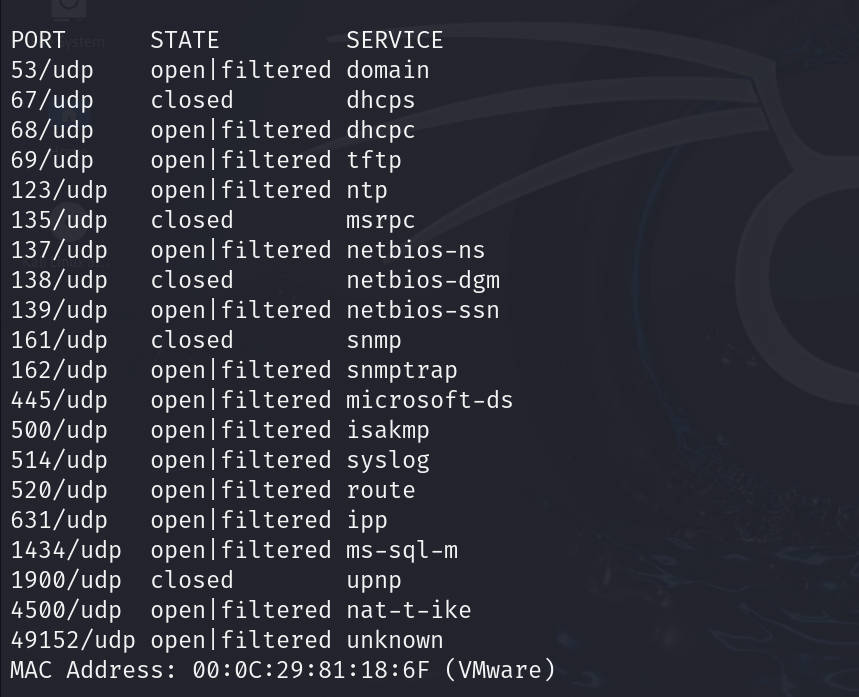 PORT STATE SERVICE
53/udp open|filtered domain
67/udp closed dhcps
68/udp open|filtered dhcpc
69/udp open|filtered tftp
123/udp open|filtered ntp
135/udp closed msrpc
137/udp open|filtered netbios-ns
138/udp closed netbios-dgm
139/udp open|filtered netbios-ssn
161/udp closed snmp
162/udp open|filtered snmptrap
445/udp open|filtered microsoft-ds
500/udp open|filtered isakmp
514/udp open|filtered syslog
520/udp open|filtered route
631/udp open|filtered ipp
1434/udp open|filtered ms-sql-m
1900/udp closed upnp
4500/udp open|filtered nat-t-ike
49152/udp open|filtered unknown
MAC Address: 00:0C:29:81:18:6F (VMware)